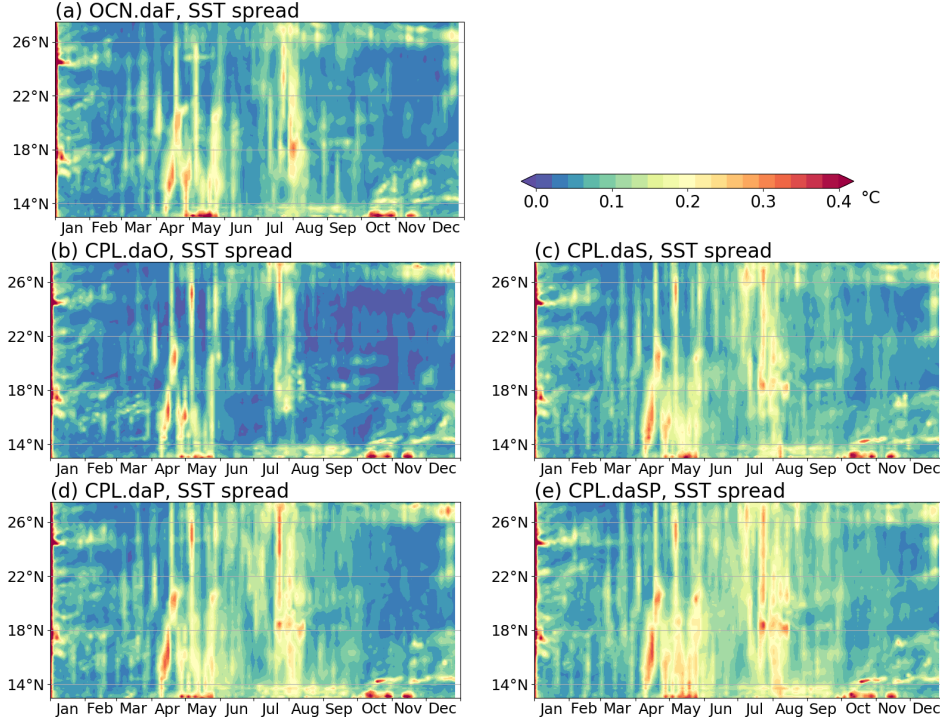 (a) OCN.daF, SST spread
26°N
22°N
18°N
14°N
Jan Feb Mar Apr May Jun Jul Aug Sep Oct Nov Dec
0.0 0.1 0.2 0.3 0.4 °C
(b) CPL.daO, SST spread
26°N
22°N
18°N
14°N
Jan Feb Mar Apr May Jun Jul Aug Sep Oct Nov Dec
(c) CPL.daS, SST spread
26°N
22°N
18°N
14°N
Jan Feb Mar Apr May Jun Jul Aug Sep Oct Nov Dec
(d) CPL.daP, SST spread
26°N
22°N
18°N
14°N
Jan Feb Mar Apr May Jun Jul Aug Sep Oct Nov Dec
(e) CPL.daSP, SST spread
26°N
22°N
18°N
14°N
Jan Feb Mar Apr May Jun Jul Aug Sep Oct Nov Dec